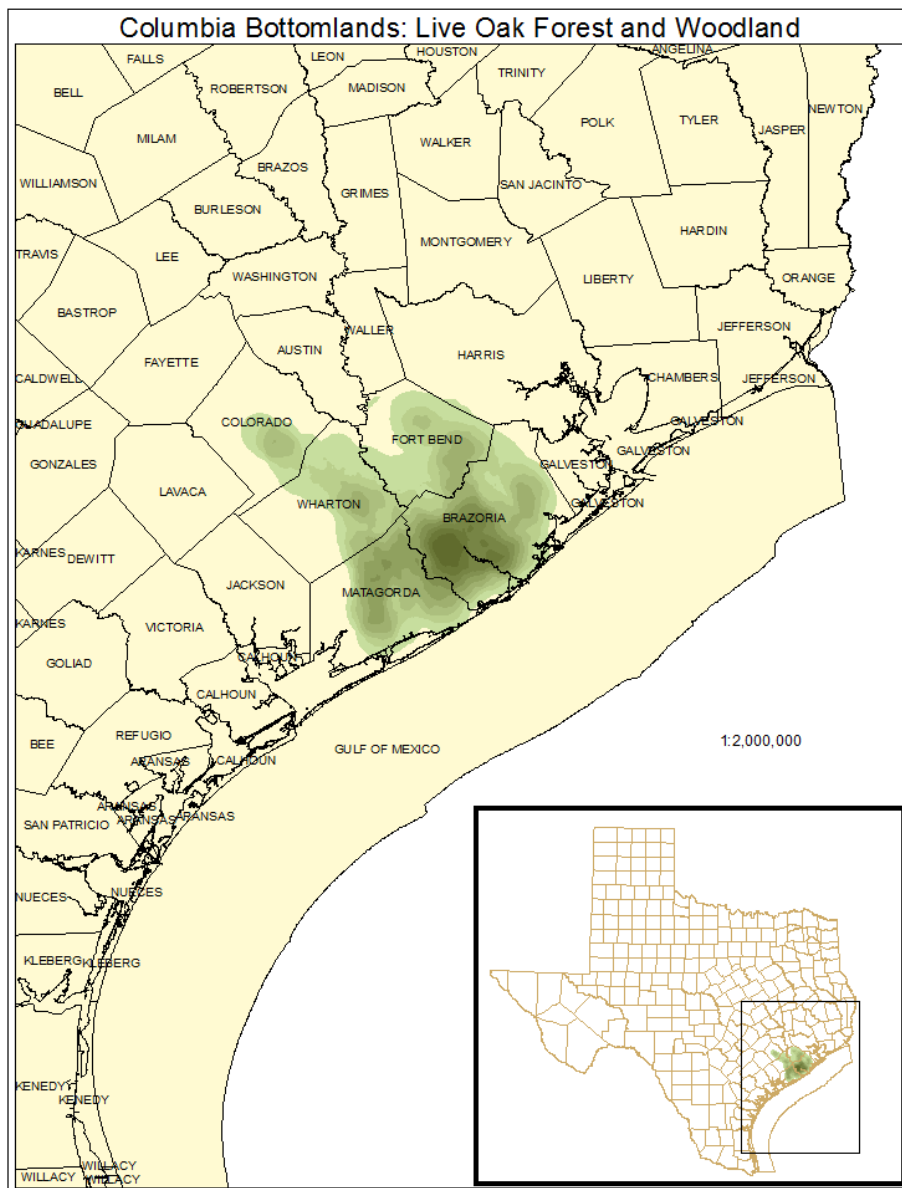 Columbia Bottomlands: Live Oak Forest and Woodland
FALLS
LEON
HOUSTON
ANGELINA
BELL
ROBERTSON
MADISON
TRINITY
NEWTON
MILAM
POLK
TYLER
JASPER
WALKER
BRAZOS
WILLIAMSON
GRIMES
SAN JACINTO
BURLESON
HARDIN
MONTGOMERY
TRAVIS
LEE
WASHINGTON
LIBERTY
ORANGE
BASTROP
JEFFERSON
WALLER
AUSTIN
HARRIS
FAYETTE
CALDWELL
CHAMBERS
JEFFERSON
GUADALUPE
COLORADO
GALVESTON
FORT BEND
GALVESTON
GONZALES
GALVESTON
LAVACA
WHARTON
GALVESTON
BRAZORIA
KARNES
DEWITT
JACKSON
MATAGORDA
KARNES
VICTORIA
GOLIAD
CALHOUN
CALHOUN
REFUGIO
BEE
GULF OF MEXICO
1:2,000,000
ARANSAS
CALHOUN
ARANSAS
ARANSAS
ARANSAS
SAN PATRICIO
NUECES
NUECES
KLEBERG
KLEBERG
KENEDY
KENEDY
WILLACY
WILLACY
WILLACY